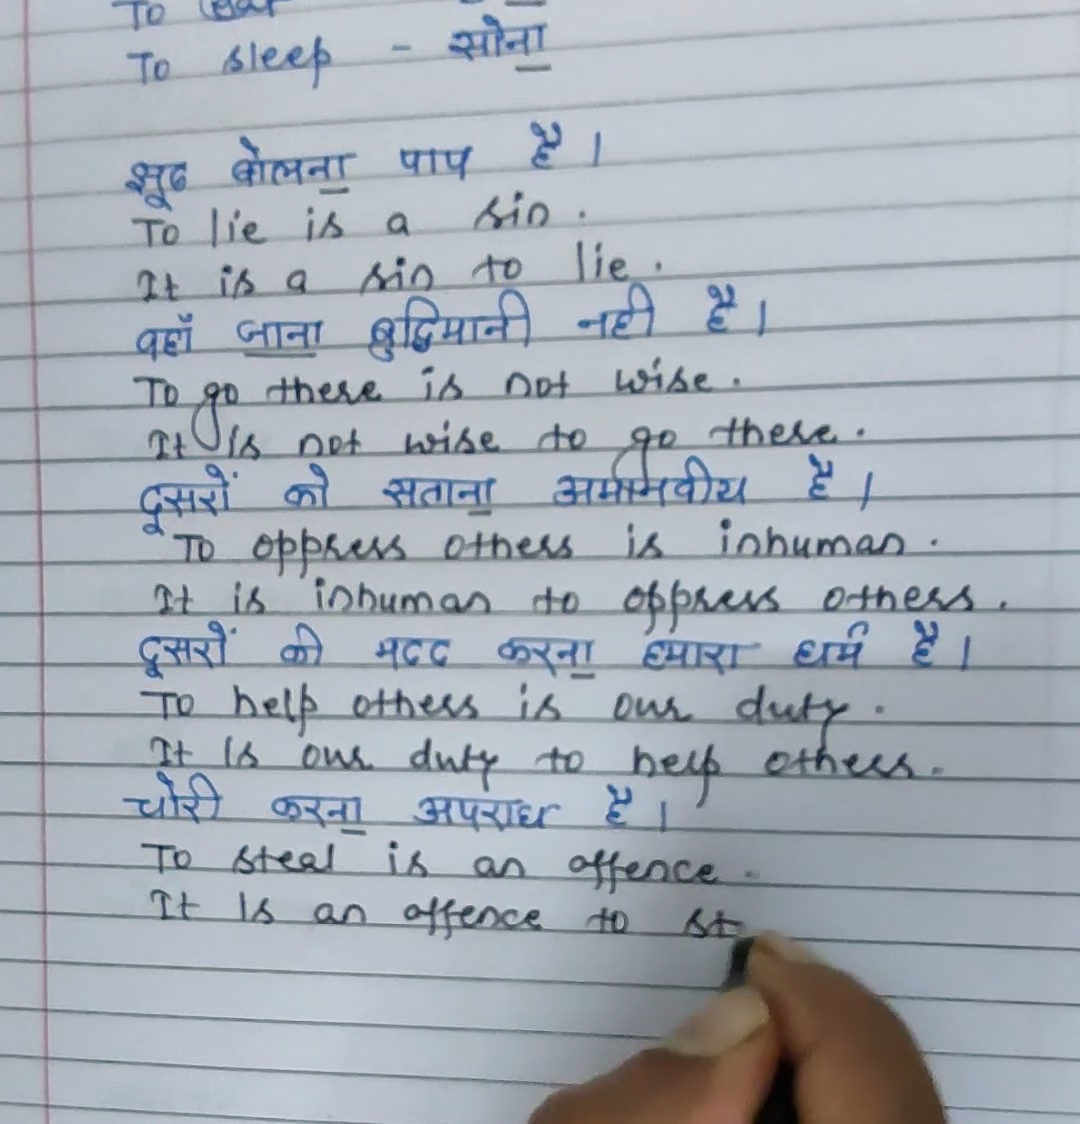 To eat
To sleep - सोना
झूठ बोलना पाप है।
To lie is a sin.
It is a sin to lie.
वहाँ जाना बुद्धिमानी नही है।
To go there is not wise.
It is not wise to go there.
दूसरों को सताना अमानवीय है।
To oppress others is inhuman.
It is inhuman to oppress others.
दूसरों की मदद करना हमारा धर्म है।
To help others is our duty.
It is our duty to help others.
चोरी करना अपराध है।
To steal is an offence.
It is an offence to st